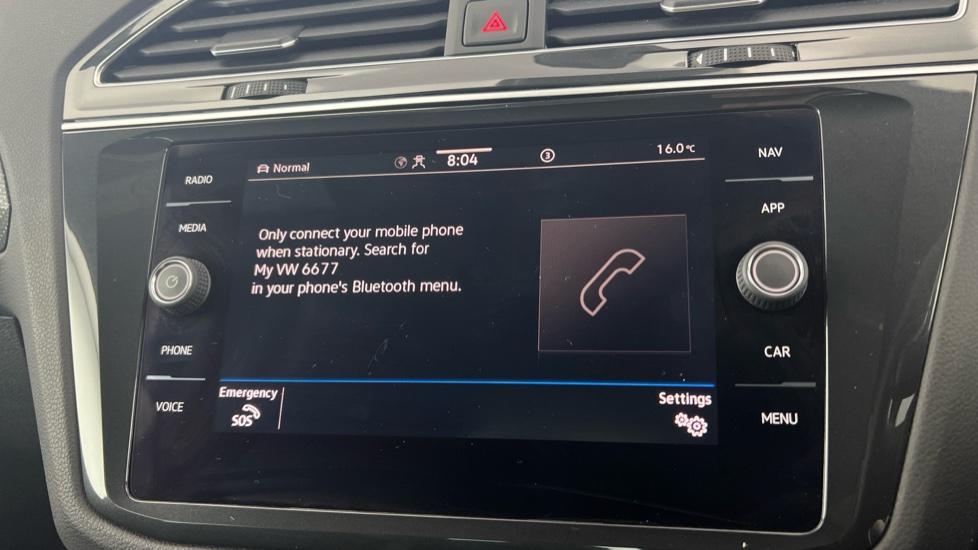 Normal
8:04
3
16.0°C
RADIO
MEDIA
PHONE
VOICE
Only connect your mobile phone
when stationary. Search for
My VW 6677
in your phone's Bluetooth menu.
Emergency
SOS
Settings
NAV
APP
CAR
MENU